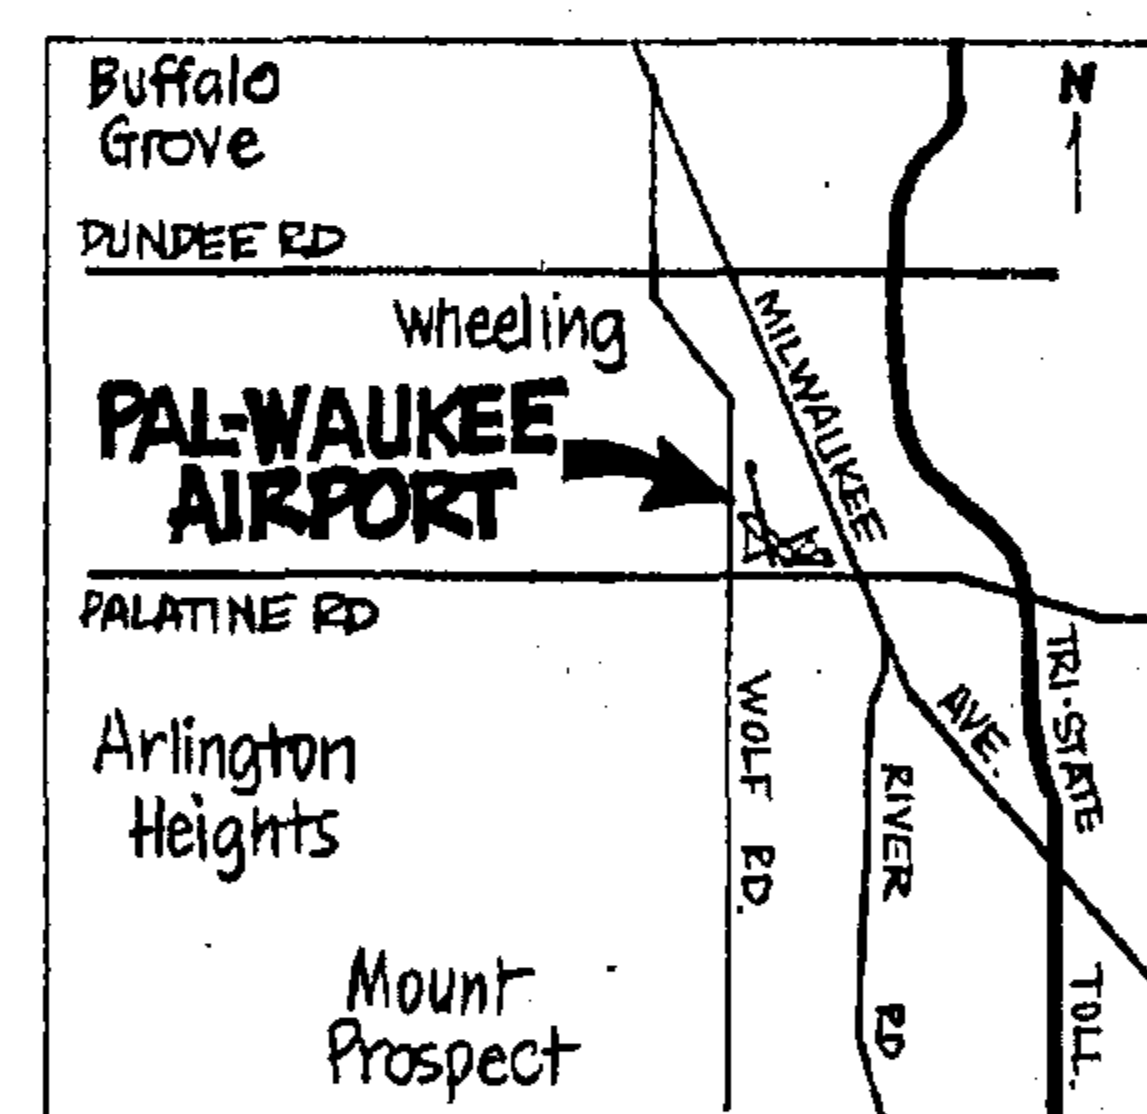 Buffalo
Grove
N
DUNDEE RD
Wheeling
MILWAUKEE
PAL-WAUKEE
AIRPORT
PALATINE RD
TRI-STATE
WOLF RD.
AVE.
Arlington
Heights
RIVER RD
Mount
Prospect
TOLL.